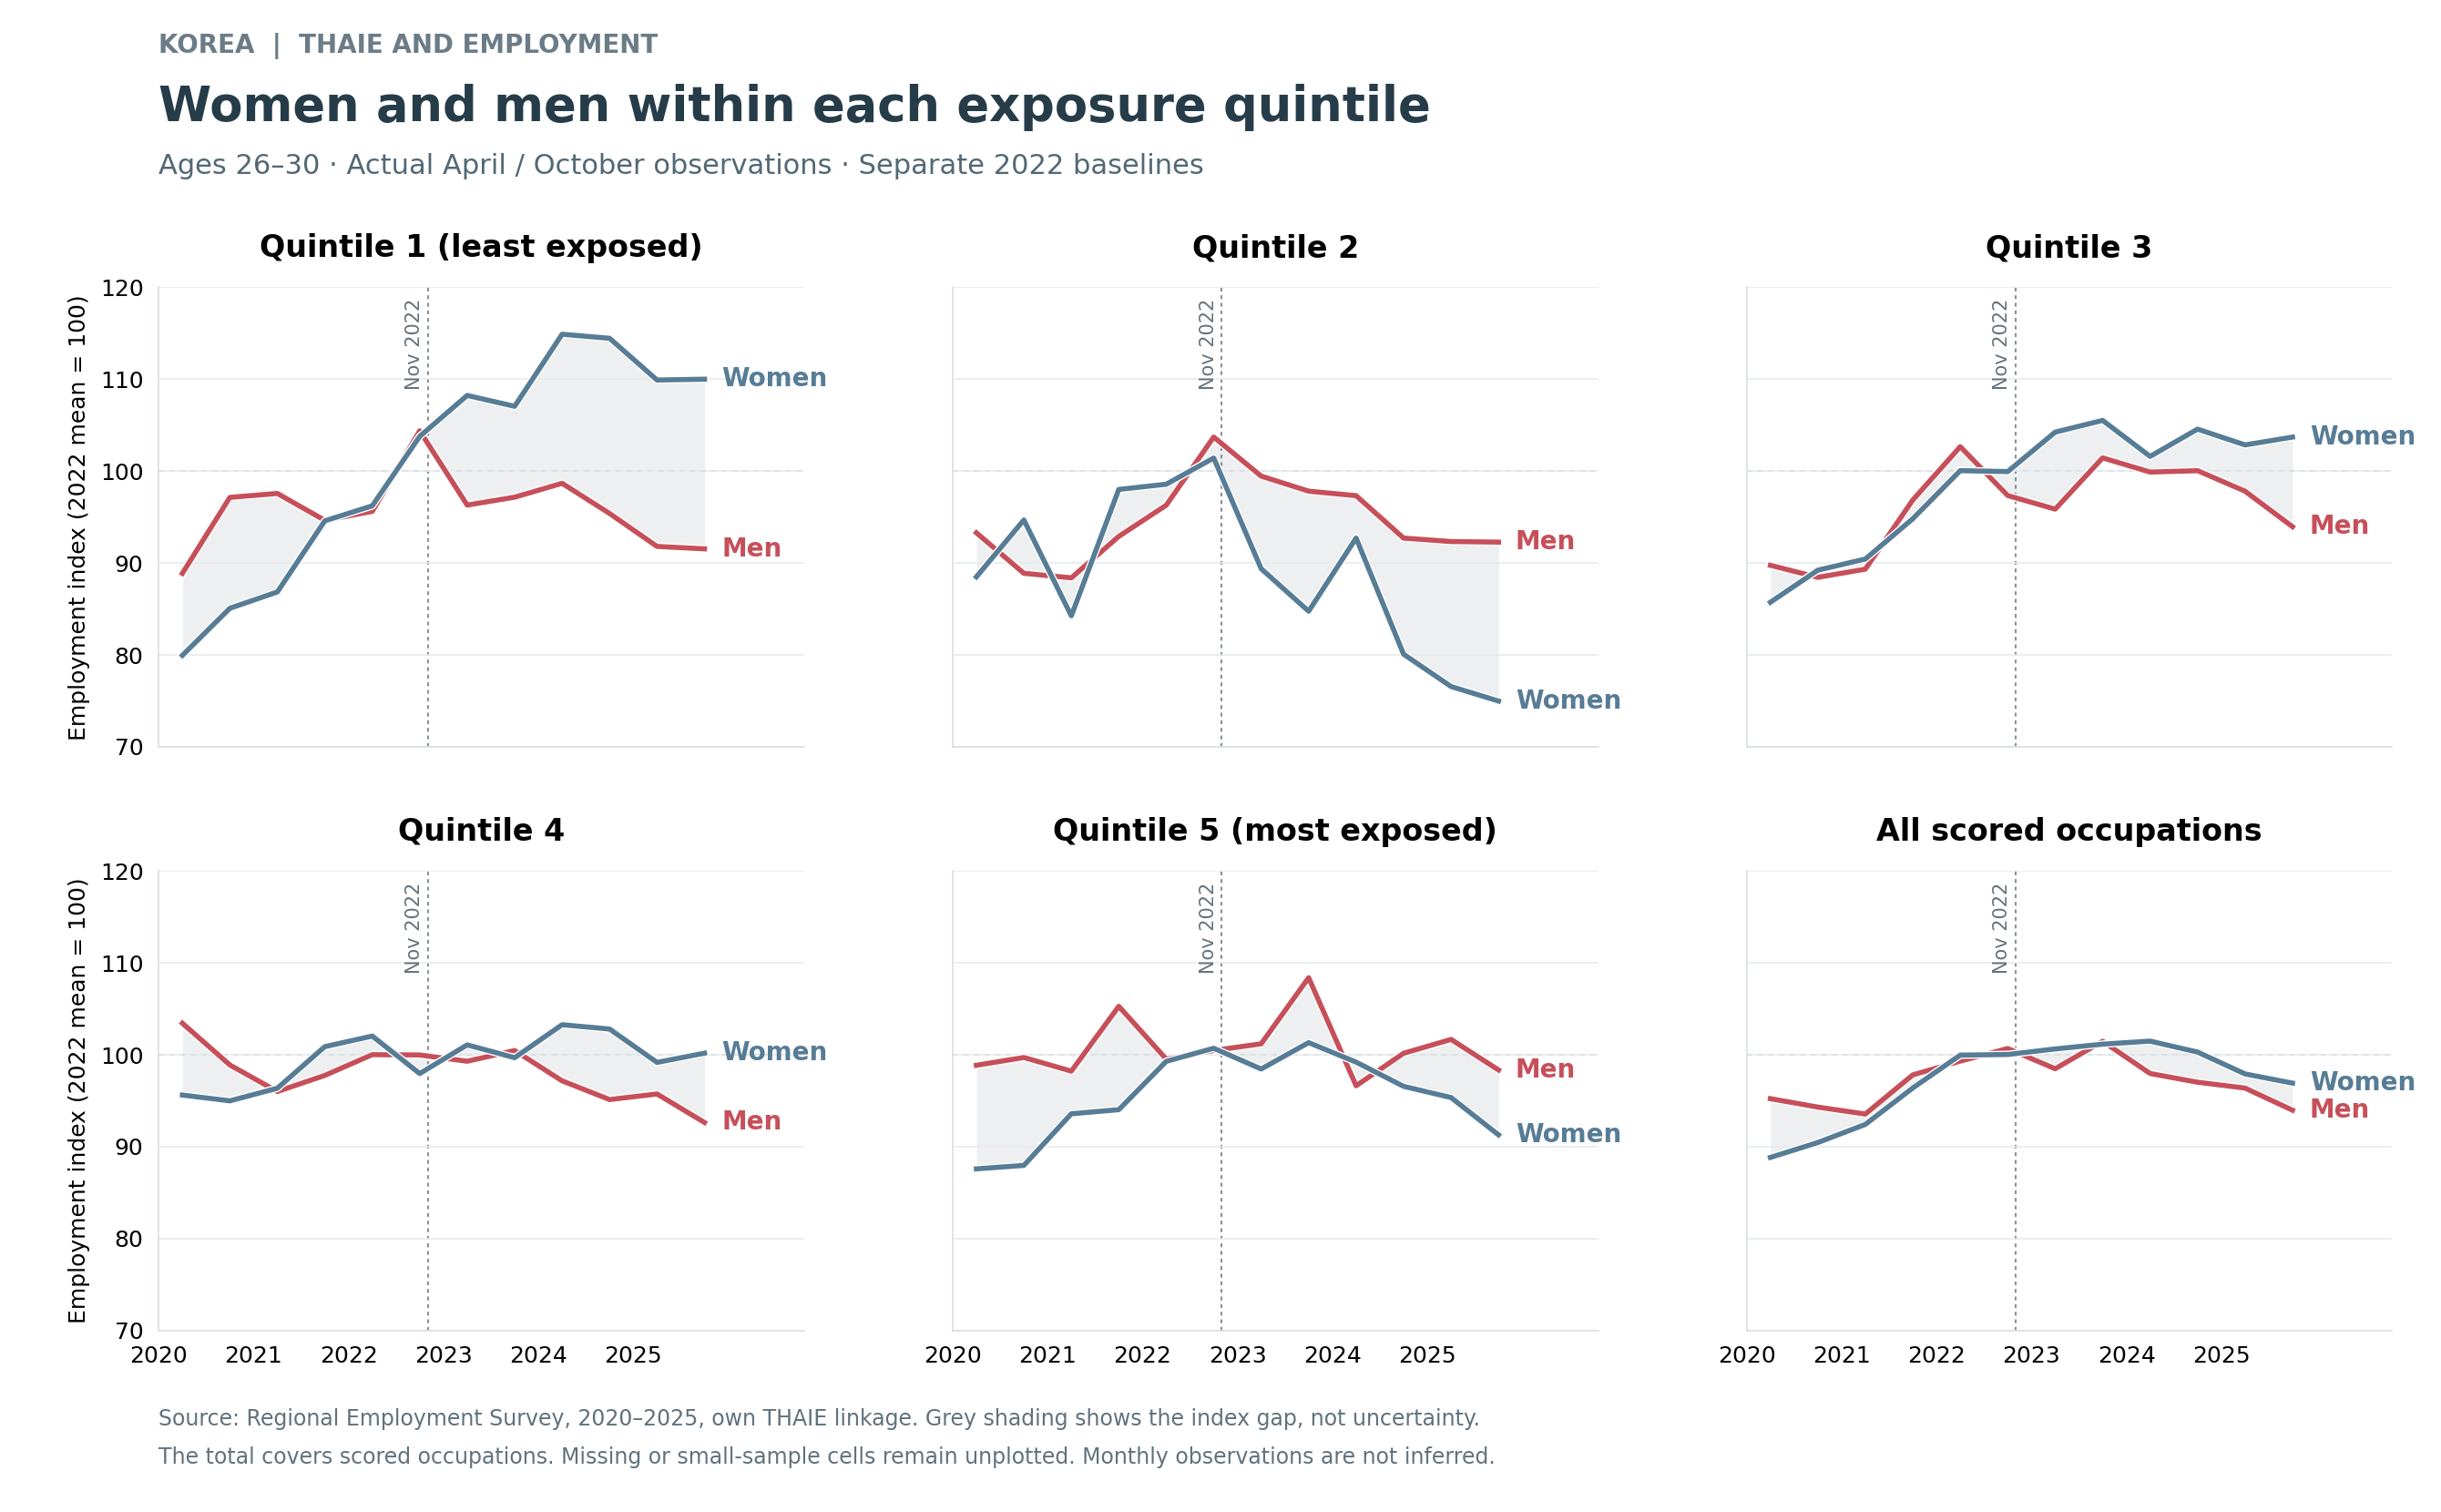 KOREA | THAIE AND EMPLOYMENT
Women and men within each exposure quintile
Ages 26–30 · Actual April / October observations · Separate 2022 baselines
Quintile 1 (least exposed)
Quintile 2
Quintile 3
Employment index (2022 mean = 100)
120
110
100
90
80
70
Nov 2022
Women
Men
Nov 2022
Men
Women
Nov 2022
Women
Men
Quintile 4
Quintile 5 (most exposed)
All scored occupations
Employment index (2022 mean = 100)
120
110
100
90
80
70
Nov 2022
Women
Men
Nov 2022
Men
Women
Nov 2022
Women
Men
2020 2021 2022 2023 2024 2025
2020 2021 2022 2023 2024 2025
2020 2021 2022 2023 2024 2025
Source: Regional Employment Survey, 2020–2025, own THAIE linkage. Grey shading shows the index gap, not uncertainty.
The total covers scored occupations. Missing or small-sample cells remain unplotted. Monthly observations are not inferred.